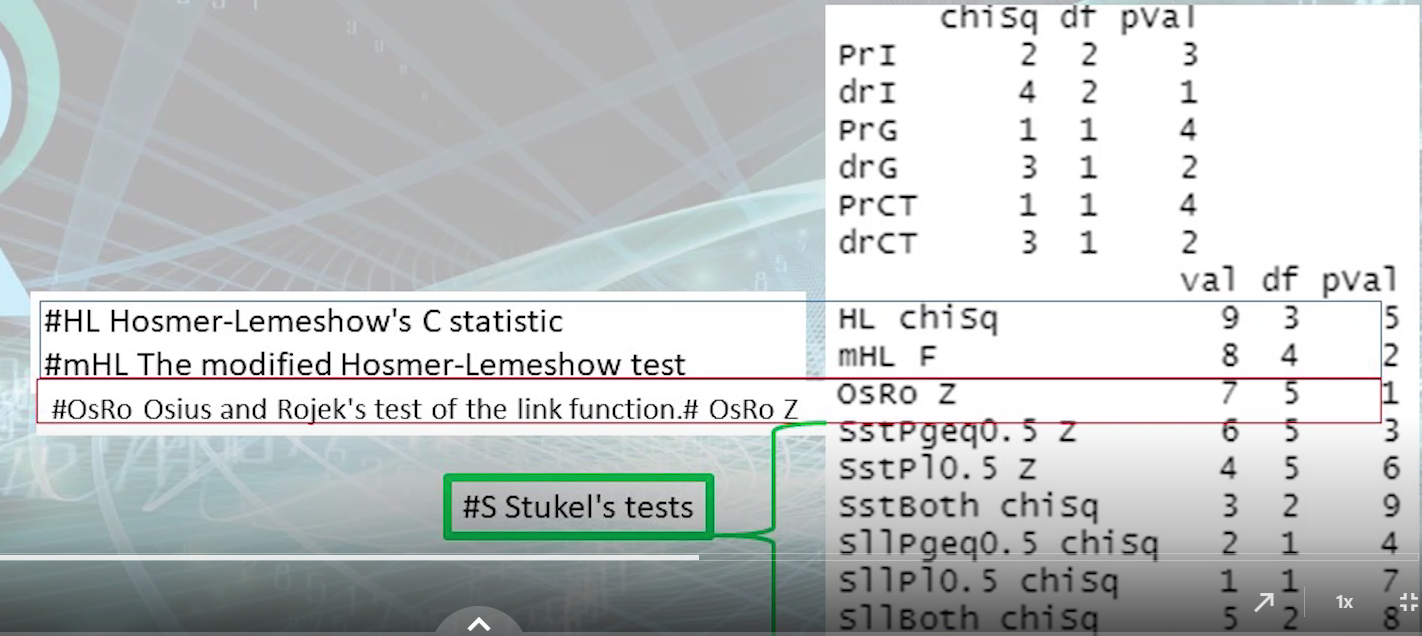 chiSq df pVal
PrI 2 2 3
drI 4 2 1
PrG 1 1 4
drG 3 1 2
PrCT 1 1 4
drCT 3 1 2
val df pVal
#HL Hosmer-Lemeshow's C statistic
HL chiSq 9 3 5
#mHL The modified Hosmer-Lemeshow test
mHL F 8 4 2
#OsRo Osius and Rojek's test of the link function.# OsRo Z
OsRo Z 7 5 1
SstPgeq0.5 Z 6 5 3
SstPl0.5 Z 4 5 6
#S Stukel's tests
SstBoth chiSq 3 2 9
SllPgeq0.5 chiSq 2 1 4
SllPl0.5 chiSq 1 1 7
SllBoth chiSq 5 2 8
1x